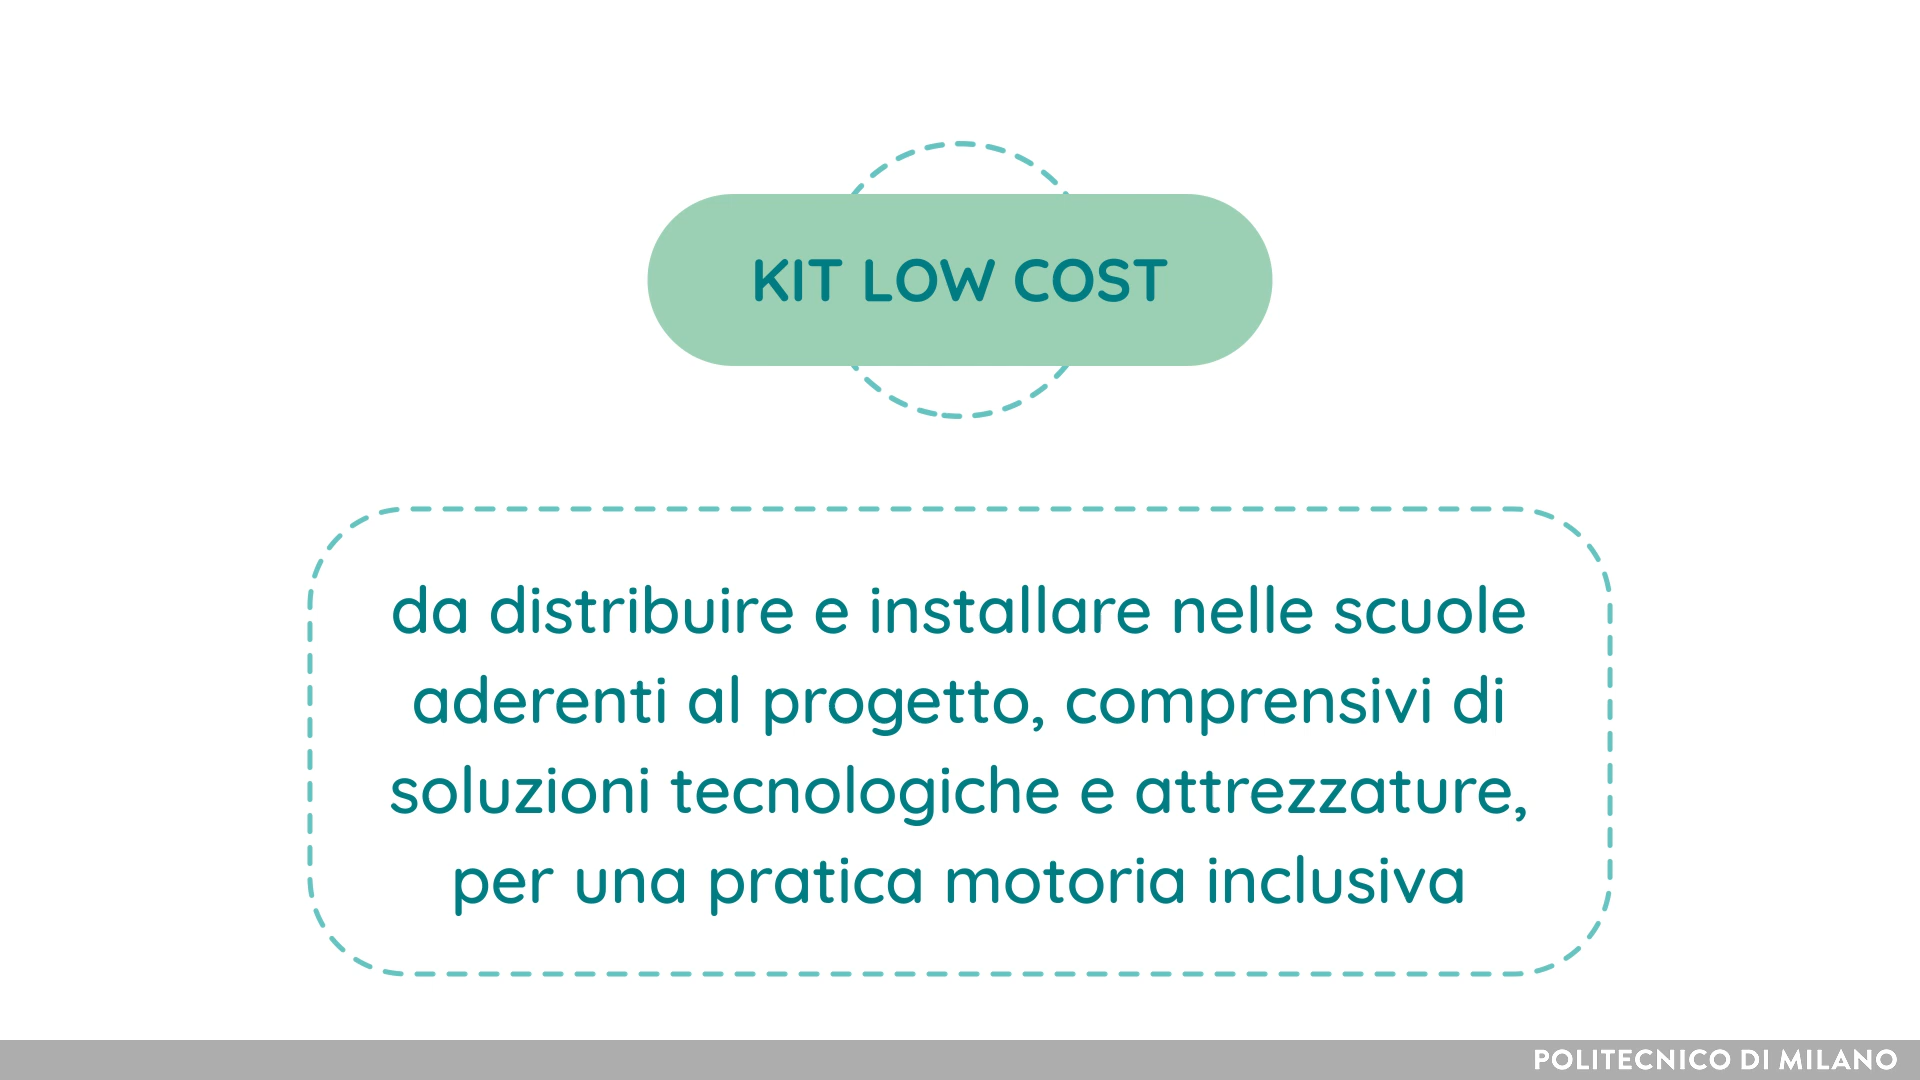 KIT LOW COST
da distribuire e installare nelle scuole
aderenti al progetto, comprensivi di
soluzioni tecnologiche e attrezzature,
per una pratica motoria inclusiva
POLITECNICO DI MILANO